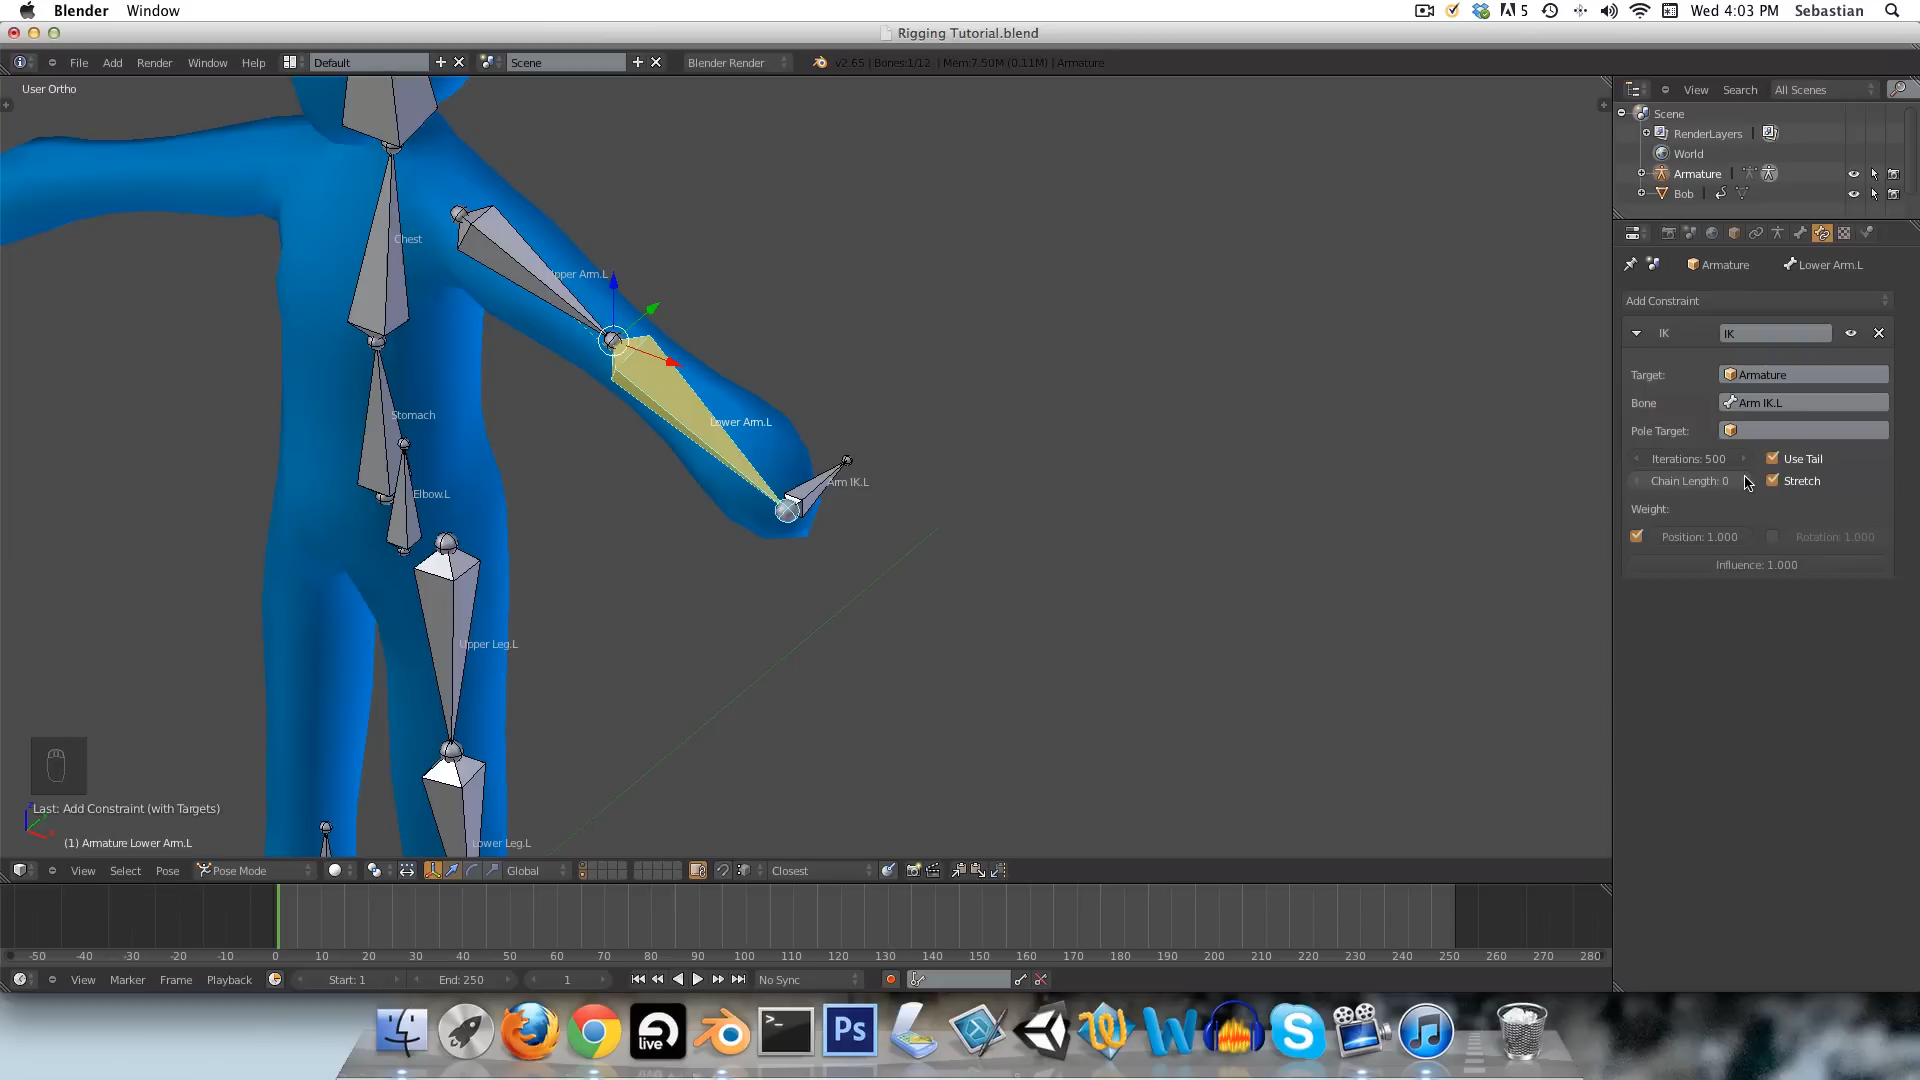 Blender Window 5 Wed 4:03 PM Sebastian
Rigging Tutorial.blend
File Add Render Window Help Default Scene Blender Render v2.65 | Bones:1/12 | Mem:7.50M (0.11M) | Armature
User Ortho
View Search All Scenes
Scene
RenderLayers
World
Armature
Bob
Armature Lower Arm.L
Add Constraint
IK IK
Target: Armature
Bone Arm IK.L
Pole Target:
Iterations: 500 Use Tail
Chain Length: 0 Stretch
Weight:
Position: 1.000 Rotation: 1.000
Influence: 1.000
Chest
Upper Arm.L
Stomach
Lower Arm.L
Arm IK.L
Elbow.L
Upper Leg.L
Lower Leg.L
Last: Add Constraint (with Targets)
(1) Armature Lower Arm.L
View Select Pose Pose Mode Global Closest
-50 -40 -30 -20 -10 0 10 20 30 40 50 60 70 80 90 100 110 120 130 140 150 160 170 180 190 200 210 220 230 240 250 260 270 280
View Marker Frame Playback Start: 1 End: 250 1 No Sync
live
Ps
W
S